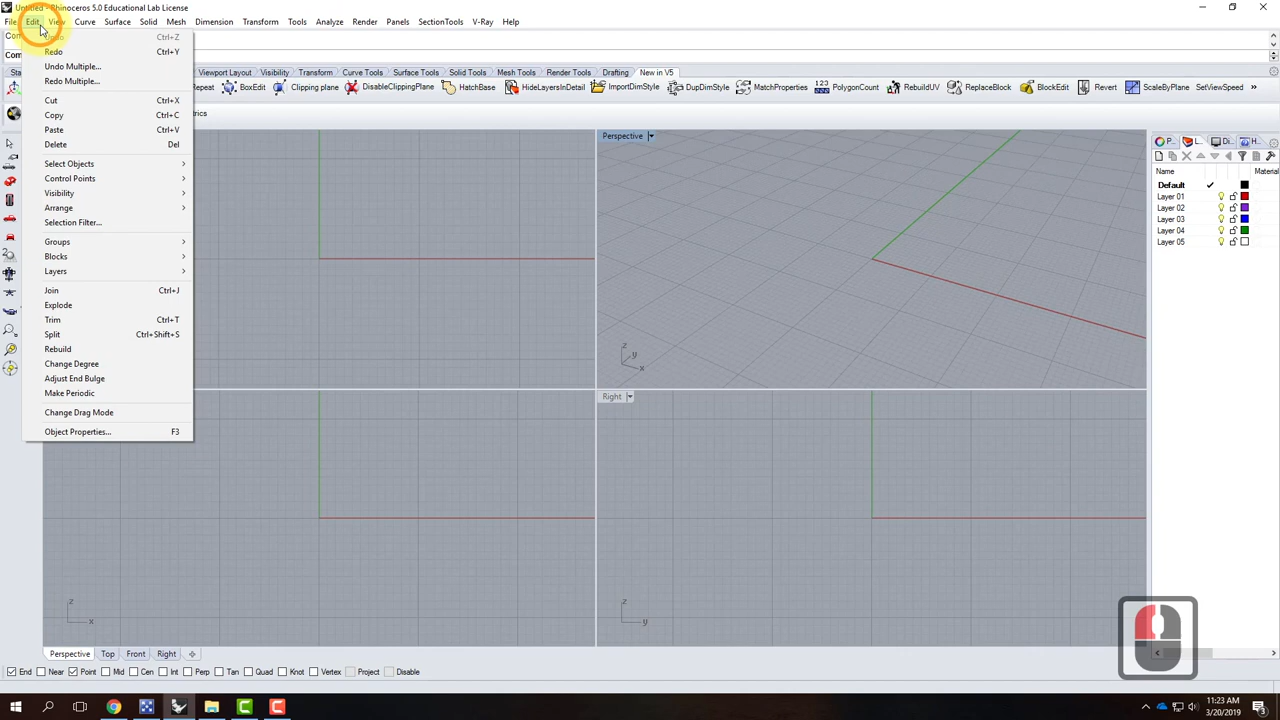 Untitled - Rhinoceros 5.0 Educational Lab License
File Edit View Curve Surface Solid Mesh Dimension Transform Tools Analyze Render Panels SectionTools V-Ray Help
Undo Ctrl+Z
Redo Ctrl+Y
Undo Multiple...
Redo Multiple...
Cut Ctrl+X
Copy Ctrl+C
Paste Ctrl+V
Delete Del
Select Objects
Control Points
Visibility
Arrange
Selection Filter...
Groups
Blocks
Layers
Join Ctrl+J
Explode
Trim Ctrl+T
Split Ctrl+Shift+S
Rebuild
Change Degree
Adjust End Bulge
Make Periodic
Change Drag Mode
Object Properties... F3
Viewport Layout Visibility Transform Curve Tools Surface Tools Solid Tools Mesh Tools Render Tools Drafting New in V5
Repeat BoxEdit Clipping plane DisableClippingPlane HatchBase HideLayersInDetail ImportDimStyle DupDimStyle MatchProperties PolygonCount RebuildUV ReplaceBlock BlockEdit Revert ScaleByPlane SetViewSpeed »
Perspective
Name Material
Default
Layer 01
Layer 02
Layer 03
Layer 04
Layer 05
z
y
x
Right
z
x
z
y
Perspective Top Front Right
End Near Point Mid Cen Int Perp Tan Quad Knot Vertex Project Disable
11:23 AM
3/20/2019